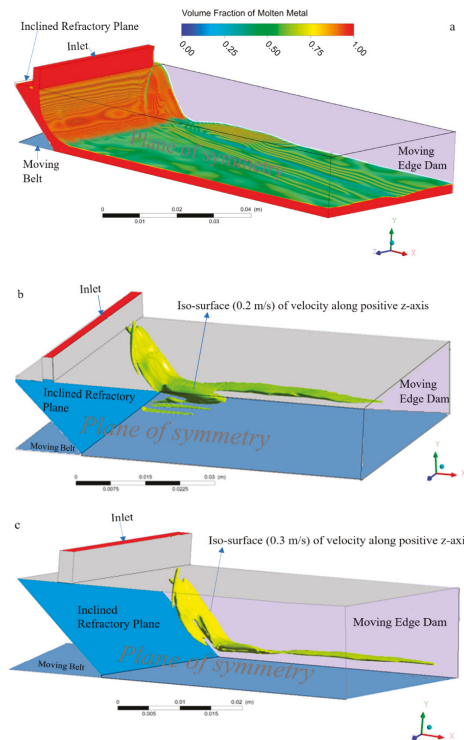 Volume Fraction of Molten Metal
a
Inclined Refractory Plane
0.00
0.25
0.50
0.75
1.00
Inlet
Plane of symmetry
Moving Edge Dam
Moving Belt
0.02
0.04 (m)
0.01
0.03
Y
Z
X
b
Inlet
Iso-surface (0.2 m/s) of velocity along positive z-axis
Inclined Refractory
Plane
Moving
Edge Dam
Plane of symmetry
Moving Belt
0.015
0.03 (m)
0.0075
0.0225
Y
X
c
Inlet
Iso-surface (0.3 m/s) of velocity along positive z-axi
Inclined
Refractory Plane
Moving Edge Dam
Plane of symmetry
Moving Belt
0.01
0.02 (m)
0.005
0.015
Y
X